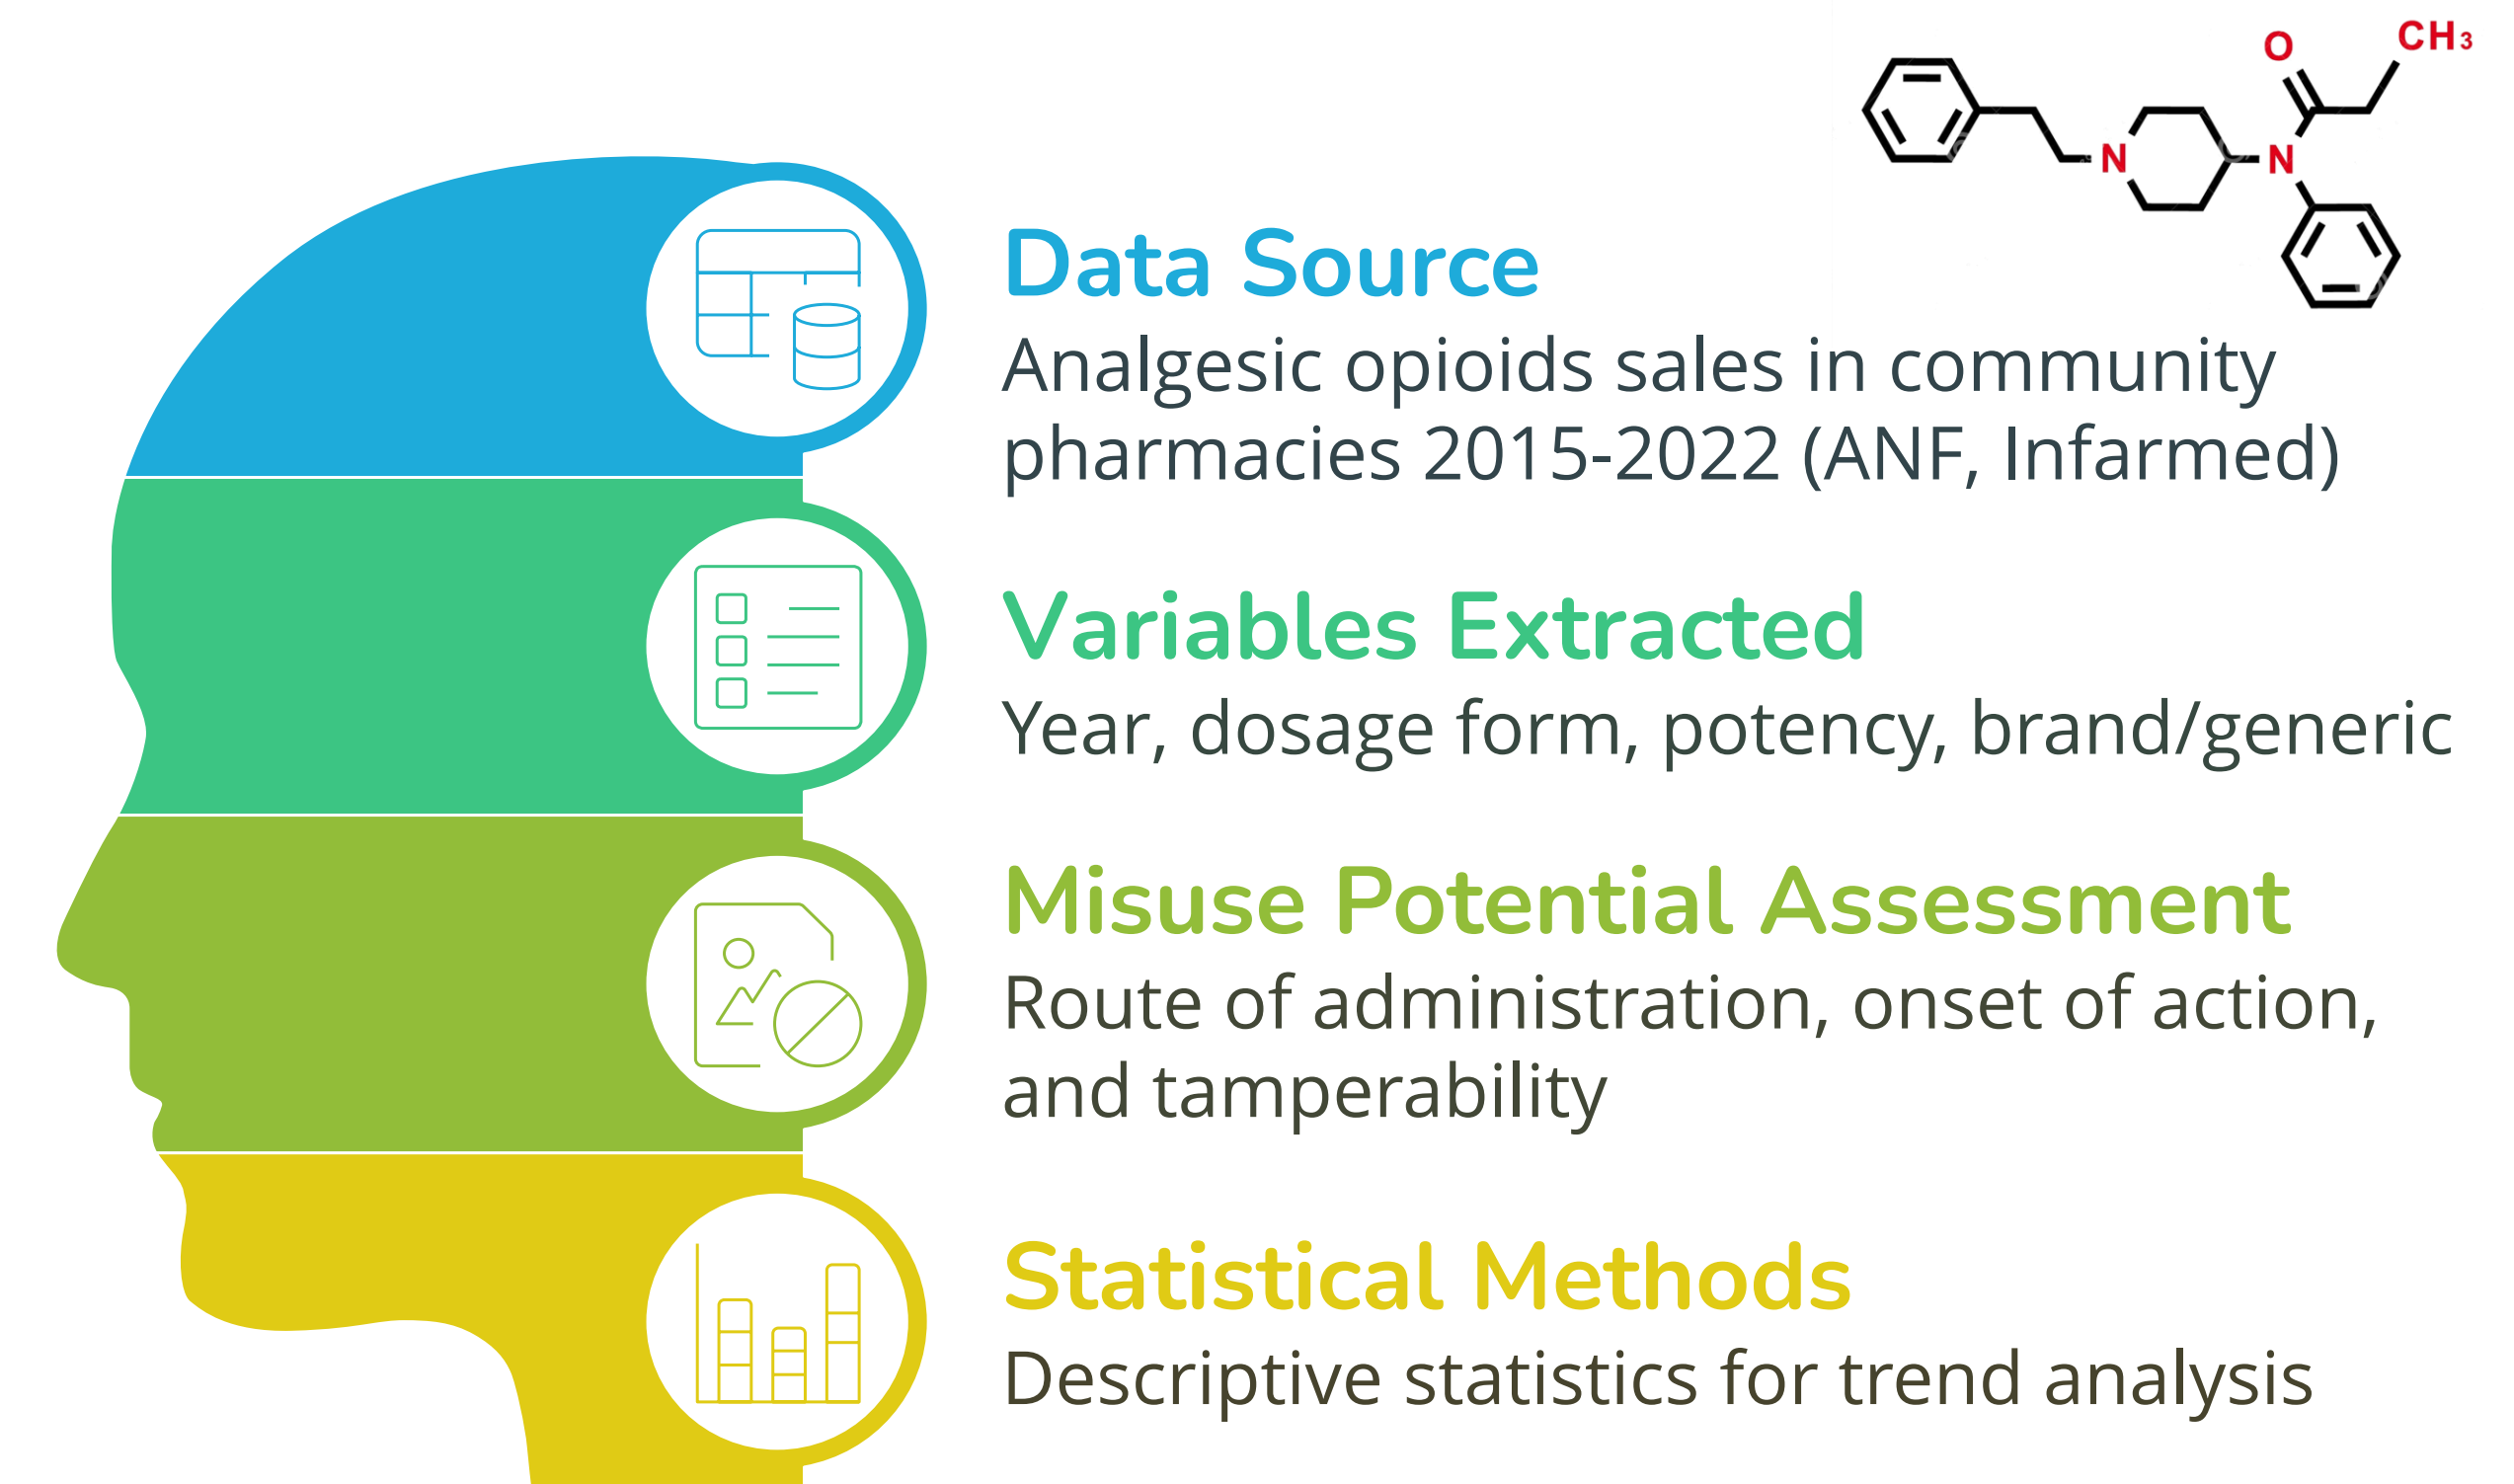 O
CH3
N
N
Data Source
Analgesic opioids sales in community
pharmacies 2015-2022 (ANF, Infarmed)
Variables Extracted
Year, dosage form, potency, brand/generic
Misuse Potential Assessment
Route of administration, onset of action,
and tamperability
Statistical Methods
Descriptive statistics for trend analysis